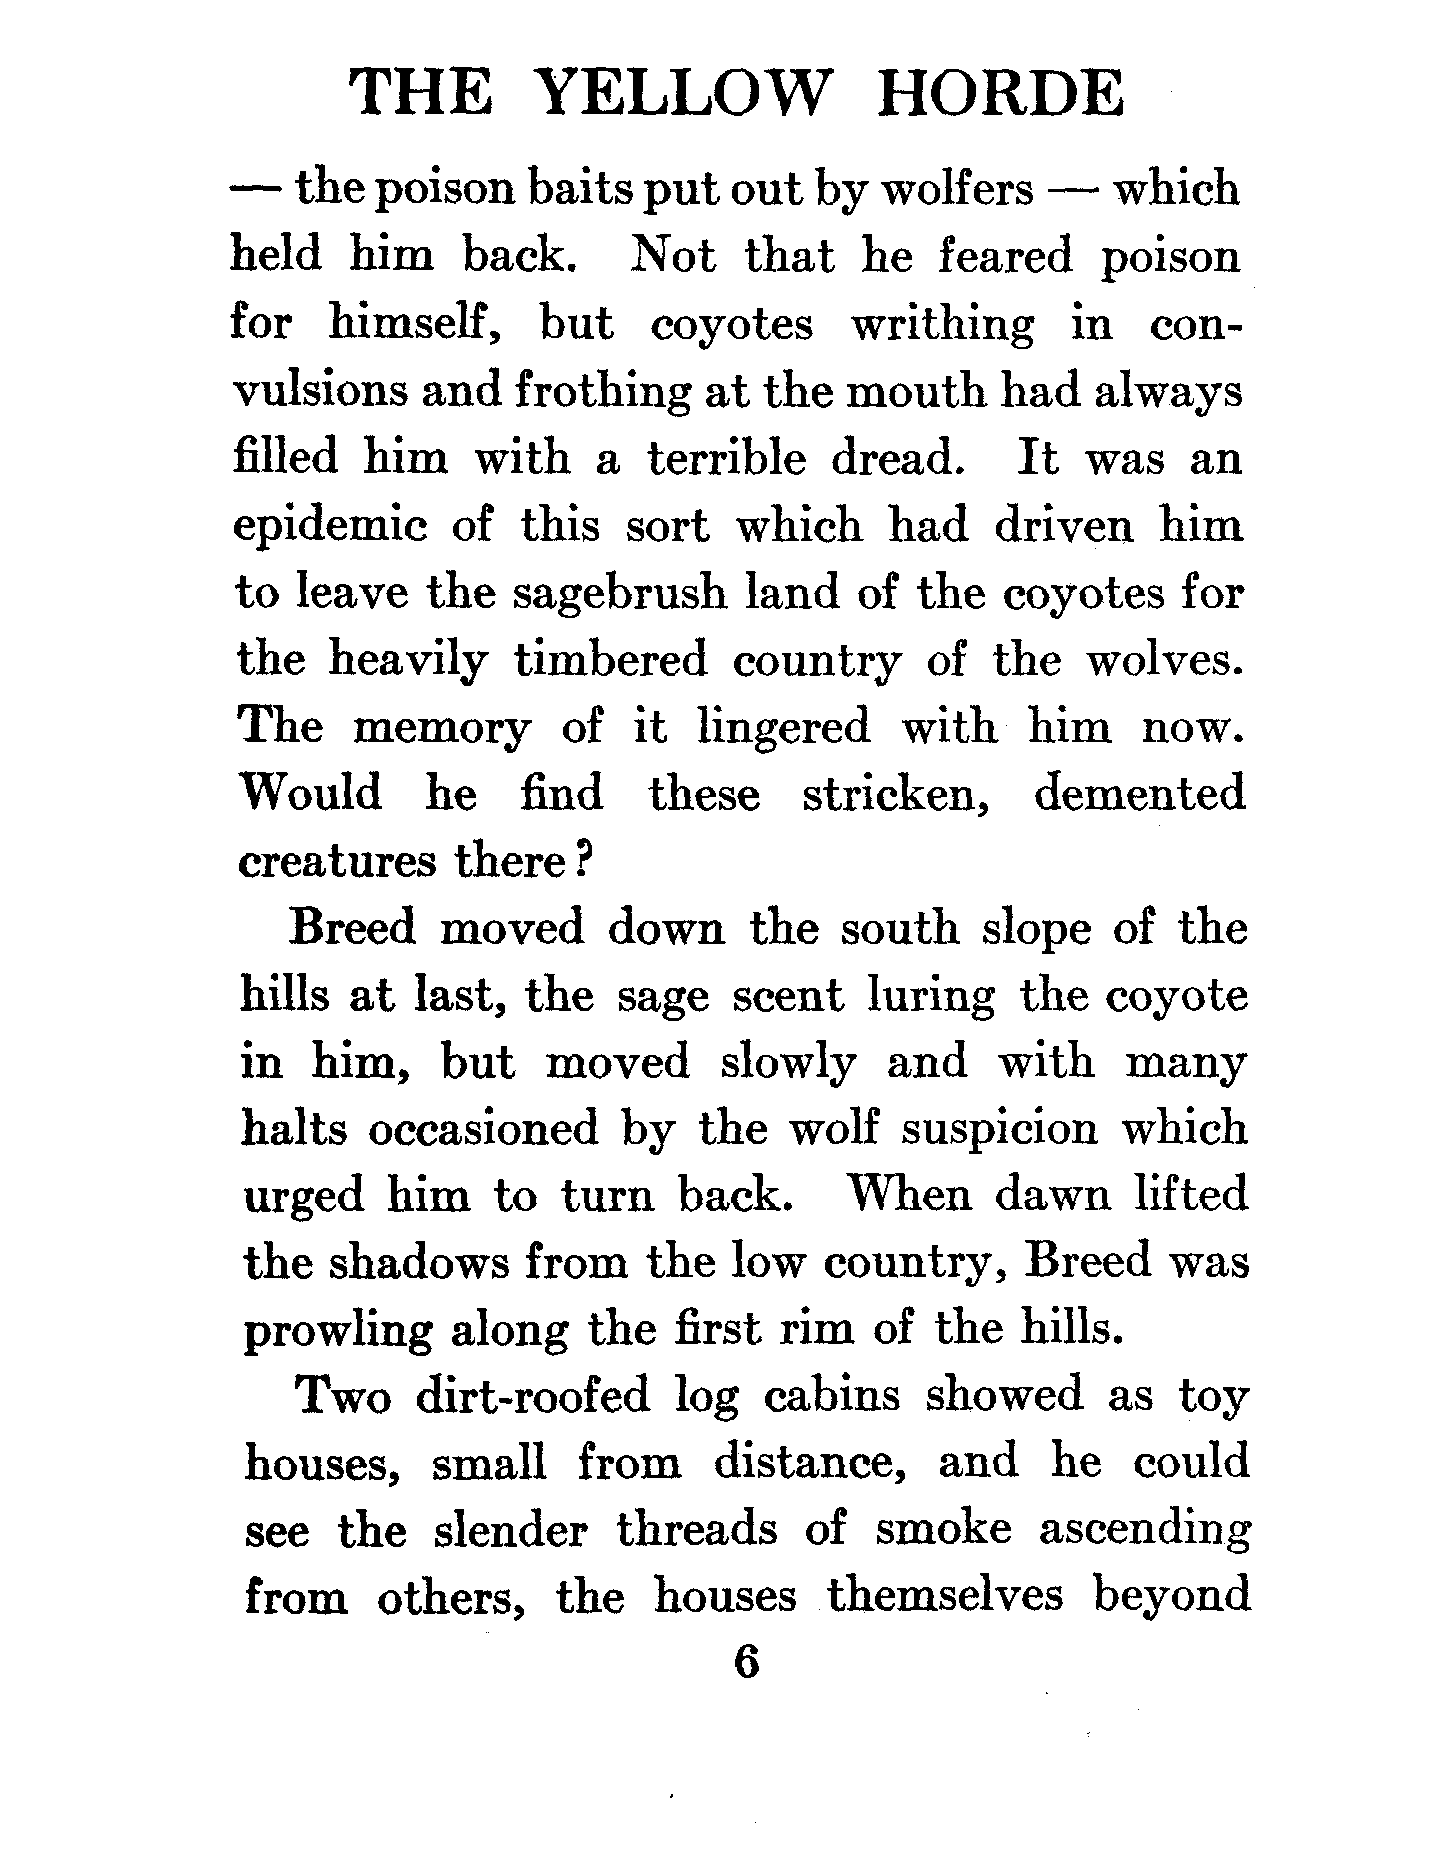 THE YELLOW HORDE
— the poison baits put out by wolfers — which
held him back. Not that he feared poison
for himself, but coyotes writhing in con-
vulsions and frothing at the mouth had always
filled him with a terrible dread. It was an
epidemic of this sort which had driven him
to leave the sagebrush land of the coyotes for
the heavily timbered country of the wolves.
The memory of it lingered with him now.
Would he find these stricken, demented
creatures there?
Breed moved down the south slope of the
hills at last, the sage scent luring the coyote
in him, but moved slowly and with many
halts occasioned by the wolf suspicion which
urged him to turn back. When dawn lifted
the shadows from the low country, Breed was
prowling along the first rim of the hills.
Two dirt-roofed log cabins showed as toy
houses, small from distance, and he could
see the slender threads of smoke ascending
from others, the houses themselves beyond
6